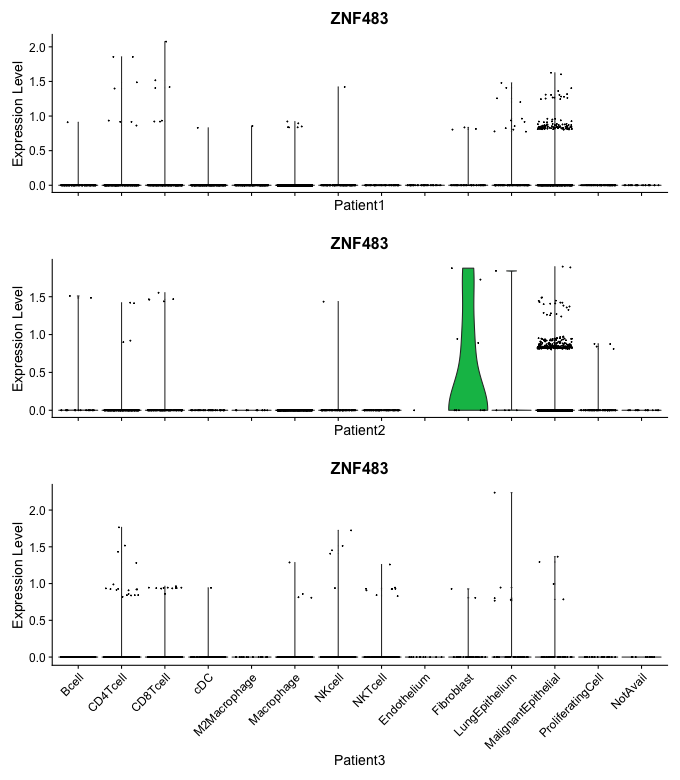 ZNF483
Expression Level
2.0
1.5
1.0
0.5
0.0
Patient1
ZNF483
Expression Level
1.5
1.0
0.5
0.0
Patient2
ZNF483
Expression Level
2.0
1.5
1.0
0.5
0.0
Bcell
CD4Tcell
CD8Tcell
cDC
M2Macrophage
Macrophage
NKcell
NKTcell
Endothelium
Fibroblast
LungEpithelium
MalignantEpithelial
ProliferatingCell
NotAvail
Patient3